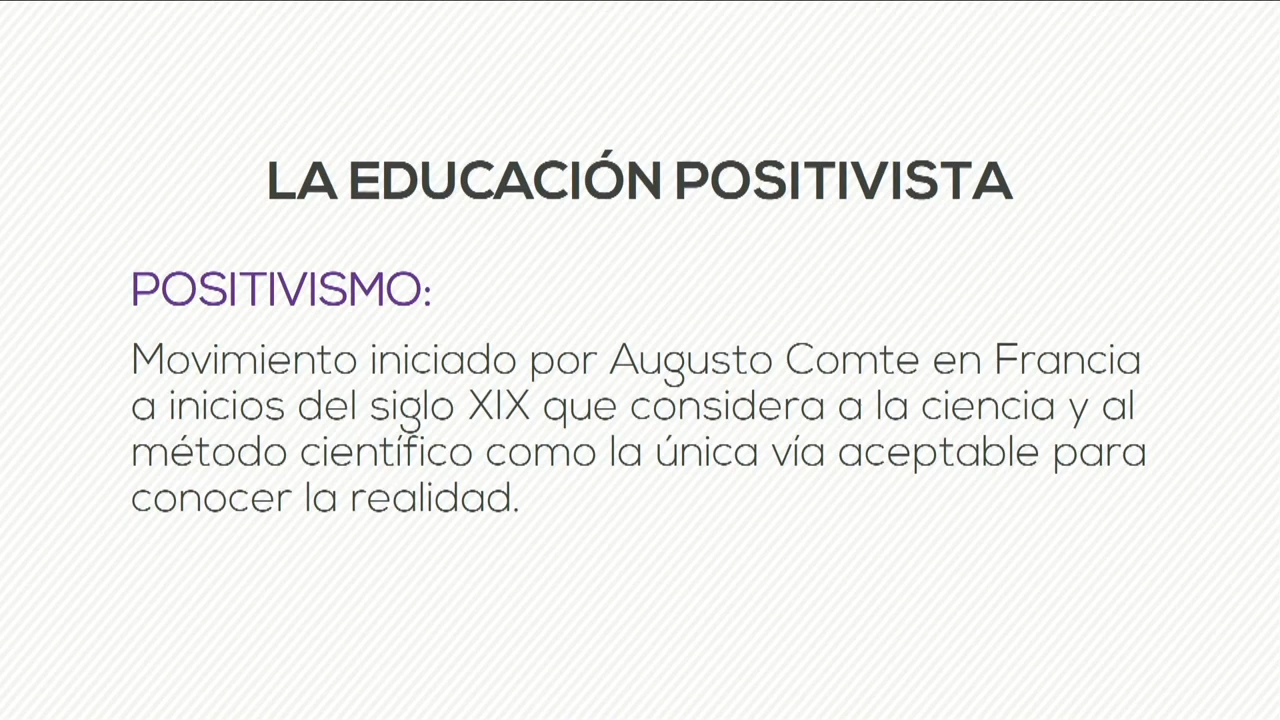 LA EDUCACIÓN POSITIVISTA
POSITIVISMO:
Movimiento iniciado por Augusto Comte en Francia
a inicios del siglo XIX que considera a la ciencia y al
método científico como la única vía aceptable para
conocer la realidad.